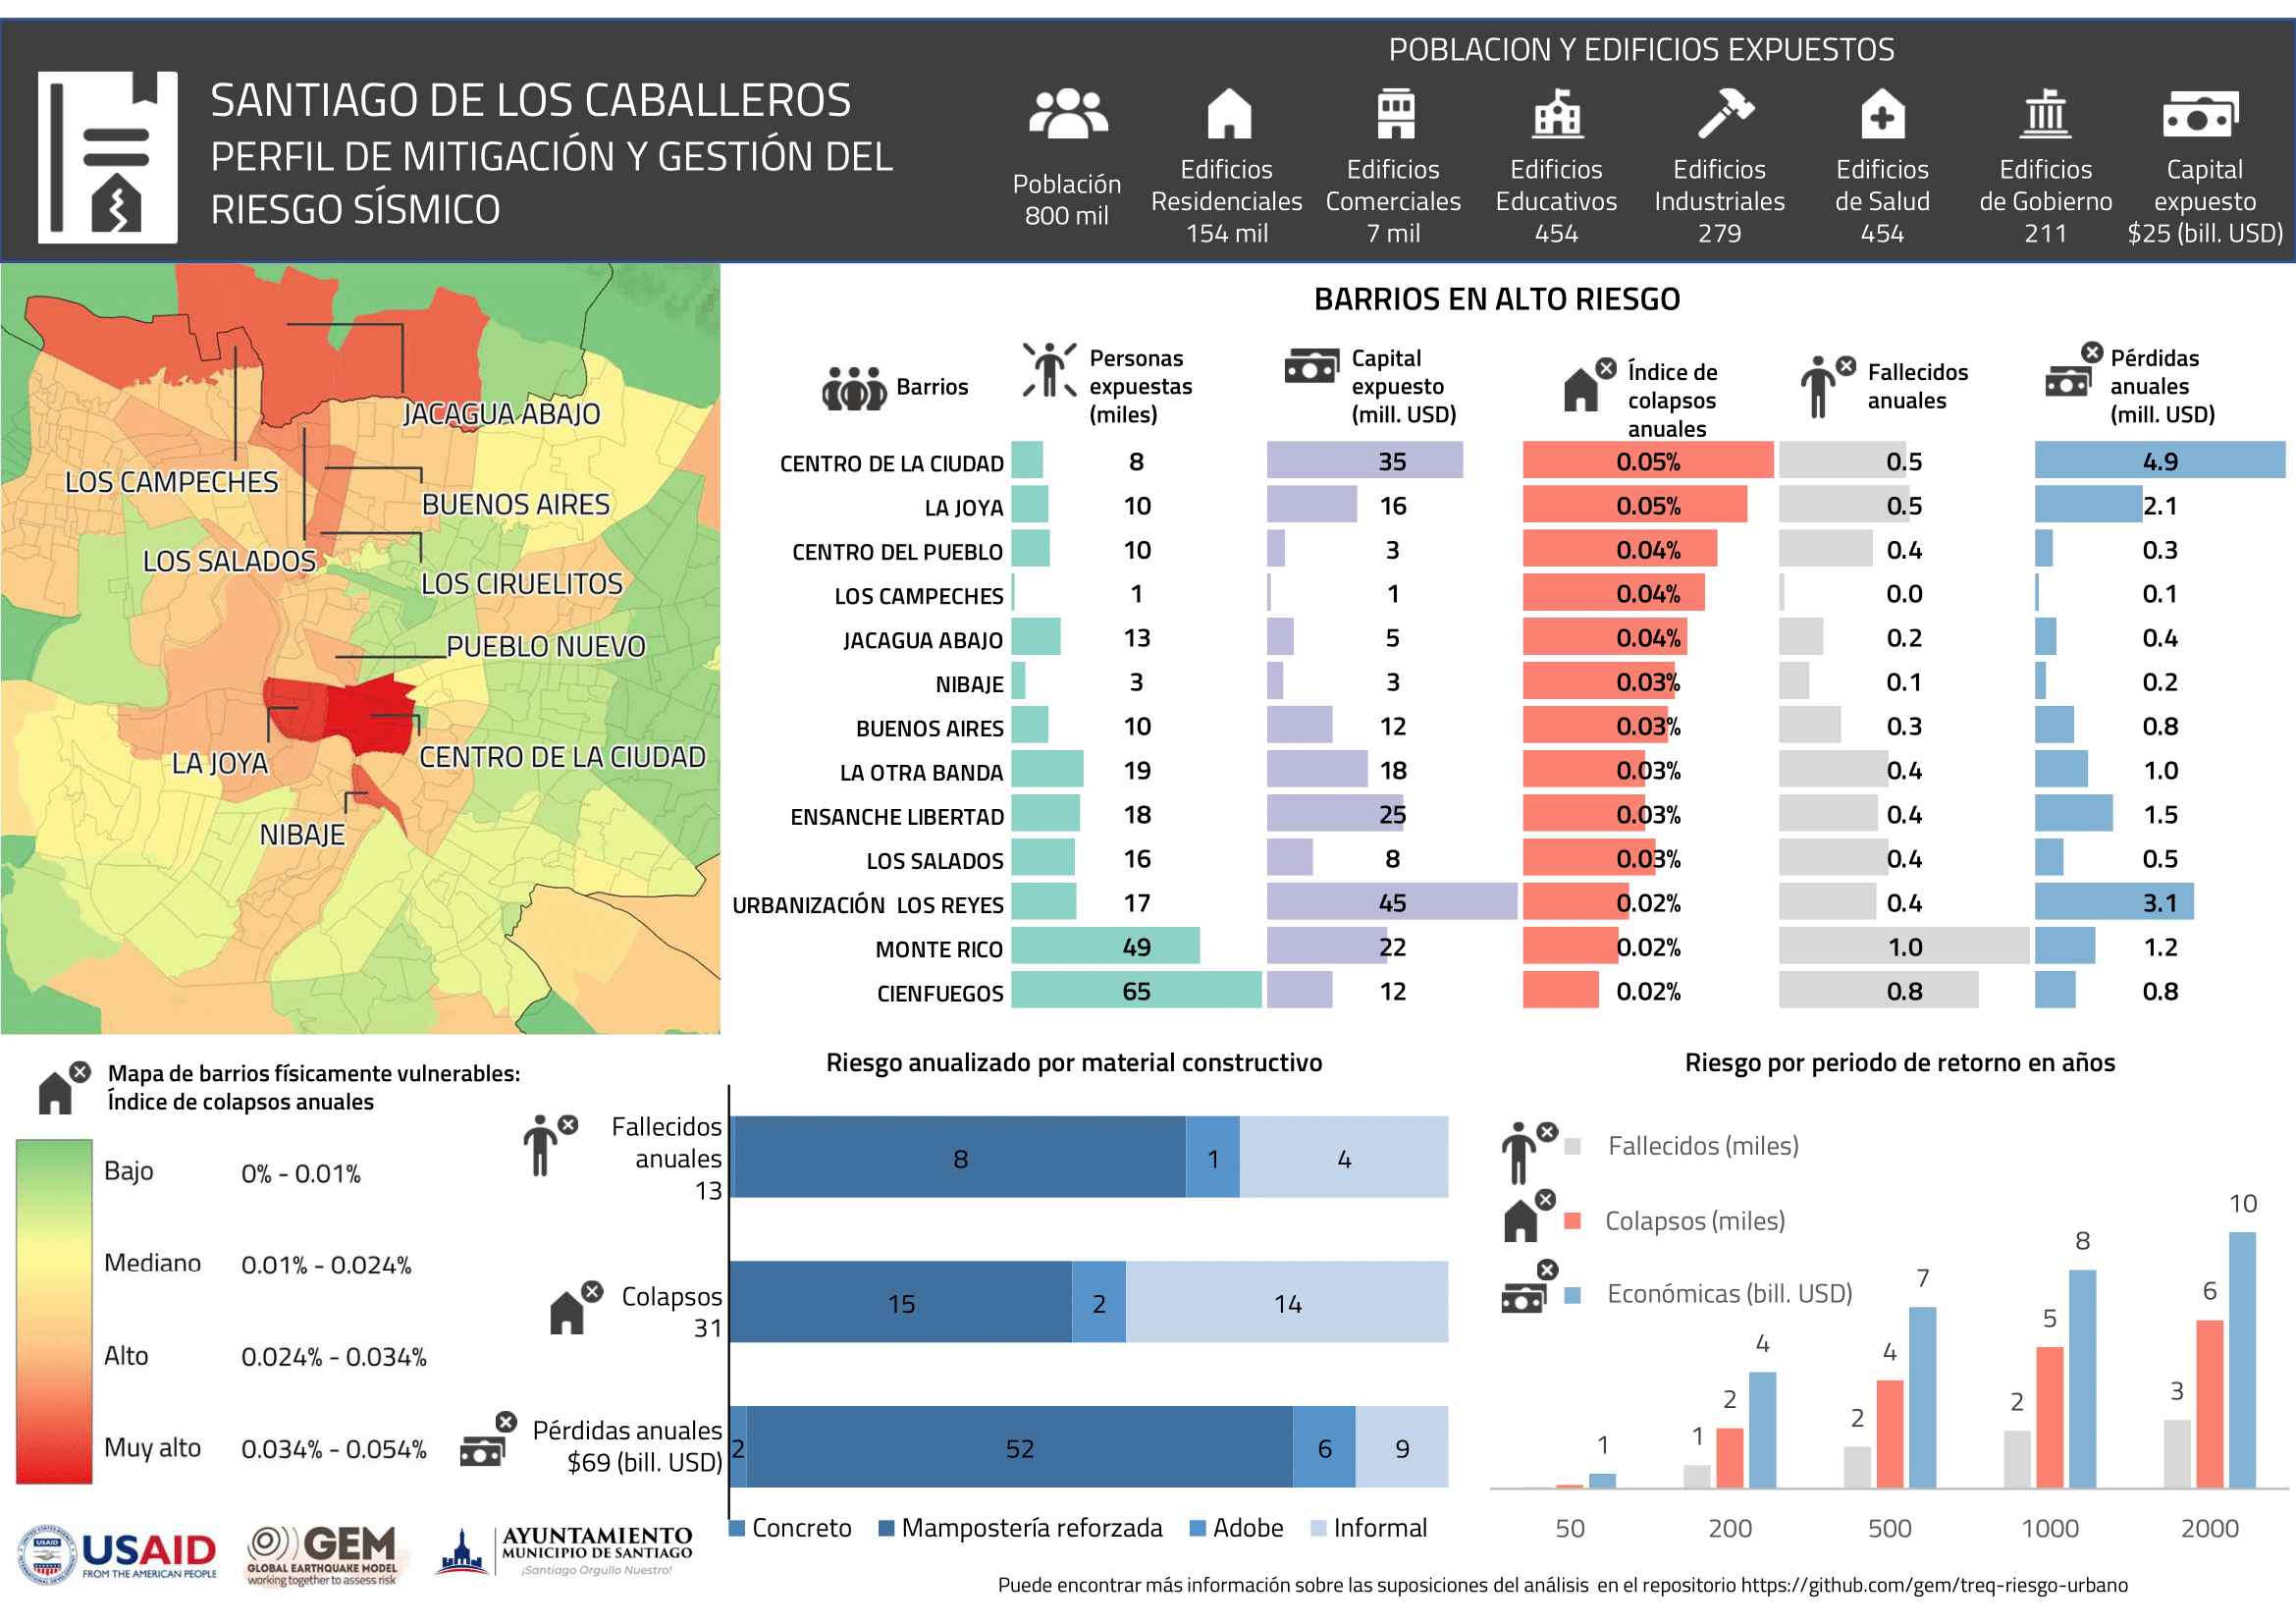 SANTIAGO DE LOS CABALLEROS
PERFIL DE MITIGACIÓN Y GESTIÓN DEL
RIESGO SÍSMICO
POBLACION Y EDIFICIOS EXPUESTOS
Población
800 mil
Edificios
Residenciales
154 mil
Edificios
Comerciales
7 mil
Edificios
Educativos
454
Edificios
Industriales
279
Edificios
de Salud
454
Edificios
de Gobierno
211
Capital
expuesto
$25 (bill. USD)
JACAGUA ABAJO
LOS CAMPECHES
BUENOS AIRES
LOS SALADOS
LOS CIRUELITOS
PUEBLO NUEVO
LA JOYA
CENTRO DE LA CIUDAD
NIBAJE
BARRIOS EN ALTO RIESGO
Barrios
Personas
expuestas
(miles)
Capital
expuesto
(mill. USD)
Índice de
colapsos
anuales
Fallecidos
anuales
Pérdidas
anuales
(mill. USD)
CENTRO DE LA CIUDAD 8 35 0.05% 0.5 4.9
LA JOYA 10 16 0.05% 0.5 2.1
CENTRO DEL PUEBLO 10 3 0.04% 0.4 0.3
LOS CAMPECHES 1 1 0.04% 0.0 0.1
JACAGUA ABAJO 13 5 0.04% 0.2 0.4
NIBAJE 3 3 0.03% 0.1 0.2
BUENOS AIRES 10 12 0.03% 0.3 0.8
LA OTRA BANDA 19 18 0.03% 0.4 1.0
ENSANCHE LIBERTAD 18 25 0.03% 0.4 1.5
LOS SALADOS 16 8 0.03% 0.4 0.5
URBANIZACIÓN LOS REYES 17 45 0.02% 0.4 3.1
MONTE RICO 49 22 0.02% 1.0 1.2
CIENFUEGOS 65 12 0.02% 0.8 0.8
Mapa de barrios físicamente vulnerables:
Índice de colapsos anuales
Bajo 0% - 0.01%
Mediano 0.01% - 0.024%
Alto 0.024% - 0.034%
Muy alto 0.034% - 0.054%
Riesgo anualizado por material constructivo
Fallecidos
anuales
13
8 1 4
Colapsos
31
15 2 14
Pérdidas anuales
$69 (bill. USD)
2 52 6 9
Concreto Mampostería reforzada Adobe Informal
Riesgo por periodo de retorno en años
Fallecidos (miles)
Colapsos (miles)
Económicas (bill. USD)
1
1 2 4
2 4 7
2 5 8
3 6 10
50 200 500 1000 2000
USAID
USAID
FROM THE AMERICAN PEOPLE
GEM
GLOBAL EARTHQUAKE MODEL
working together to assess risk
AYUNTAMIENTO
MUNICIPIO DE SANTIAGO
¡Santiago Orgullo Nuestro!
Puede encontrar más información sobre las suposiciones del análisis en el repositorio https://github.com/gem/treq-riesgo-urbano